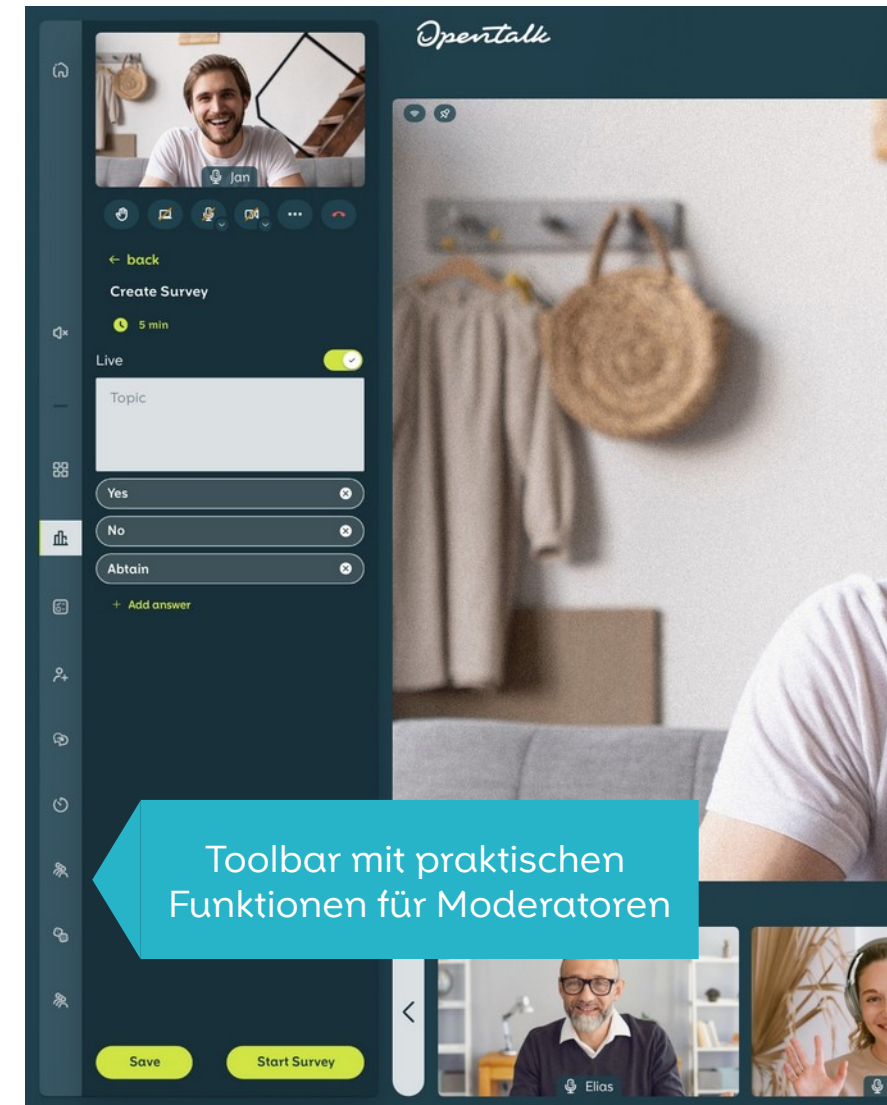 Opentalk
Jan
← back
Create Survey
5 min
Live
Topic
Yes
No
Abtain
+ Add answer
Toolbar mit praktischen
Funktionen für Moderatoren
Save
Start Survey
Elias